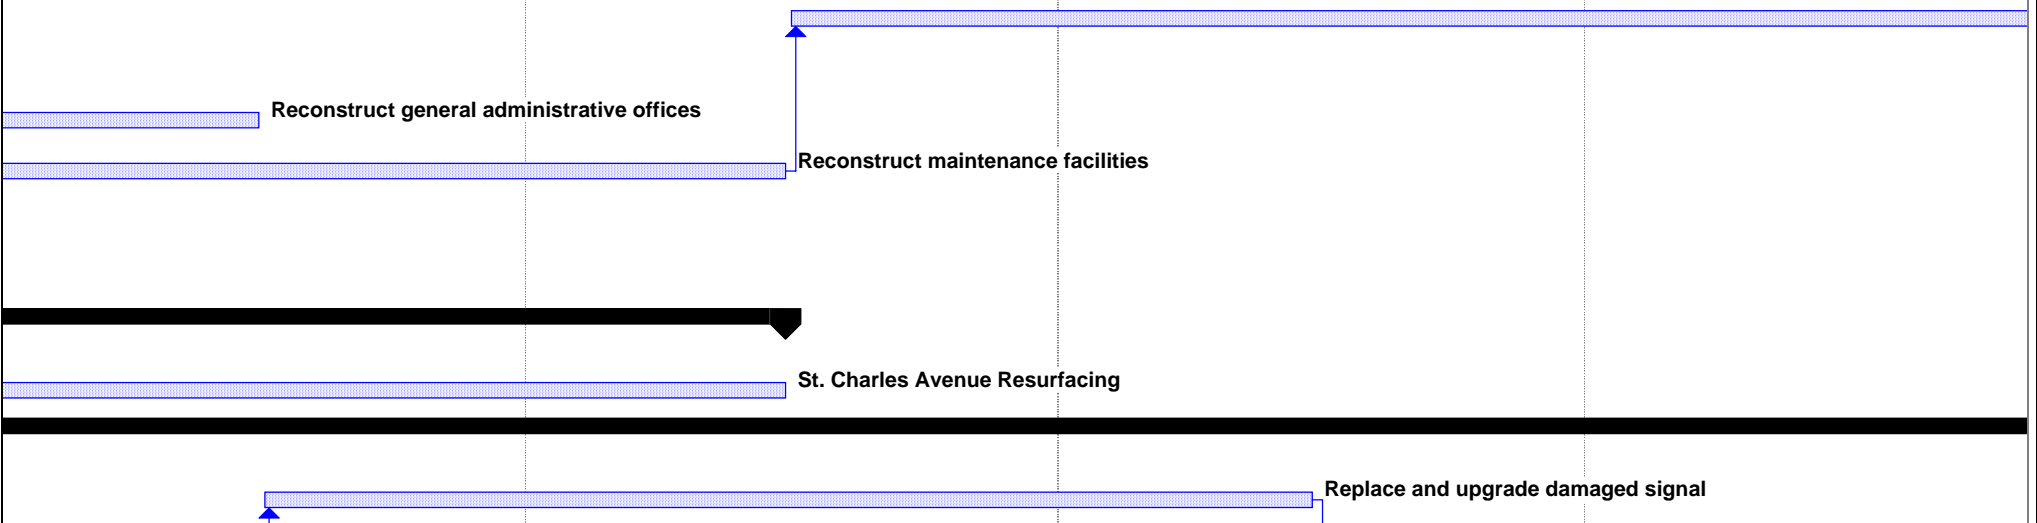 Reconstruct general administrative offices
Reconstruct maintenance facilities
St. Charles Avenue Resurfacing
Replace and upgrade damaged signal